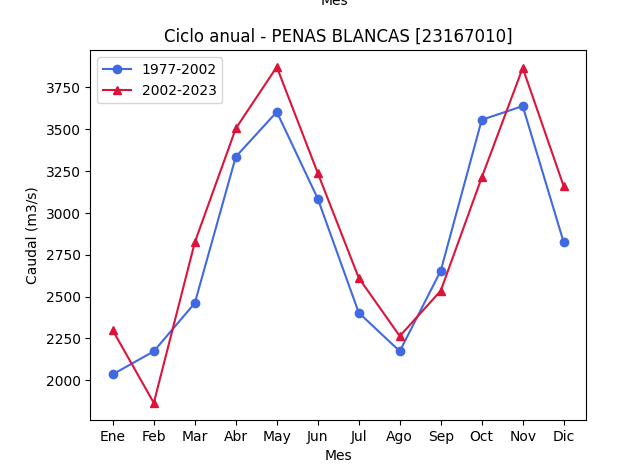 Mes
Ciclo anual - PENAS BLANCAS [23167010]
1977-2002
2002-2023
Caudal (m3/s)
3750
3500
3250
3000
2750
2500
2250
2000
Ene Feb Mar Abr May Jun Jul Ago Sep Oct Nov Dic
Mes